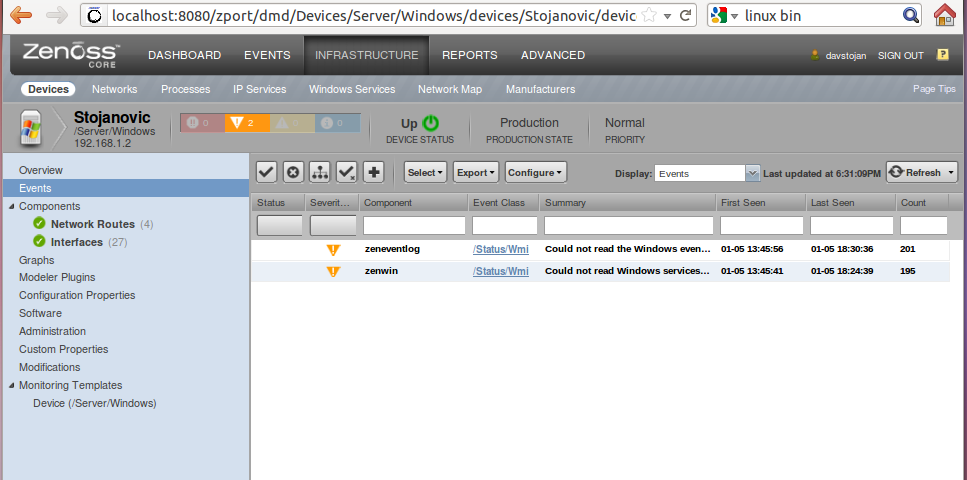 localhost:8080/zport/dmd/Devices/Server/Windows/devices/Stojanovic/devic
linux bin
Zenoss CORE
DASHBOARD EVENTS INFRASTRUCTURE REPORTS ADVANCED
davstojan SIGN OUT ?
Devices Networks Processes IP Services Windows Services Network Map Manufacturers Page Tips
Stojanovic
/Server/Windows
192.168.1.2
0 2 0 0
Up
DEVICE STATUS
Production
PRODUCTION STATE
Normal
PRIORITY
Overview
Events
Components
Network Routes (4)
Interfaces (27)
Graphs
Modeler Plugins
Configuration Properties
Software
Administration
Custom Properties
Modifications
Monitoring Templates
Device (/Server/Windows)
Select Export Configure Display: Events Last updated at 6:31:09PM Refresh
Status Severit... Component Event Class Summary First Seen Last Seen Count
zeneventlog /Status/Wmi Could not read the Windows even... 01-05 13:45:56 01-05 18:30:36 201
zenwin /Status/Wmi Could not read Windows services... 01-05 13:45:41 01-05 18:24:39 195